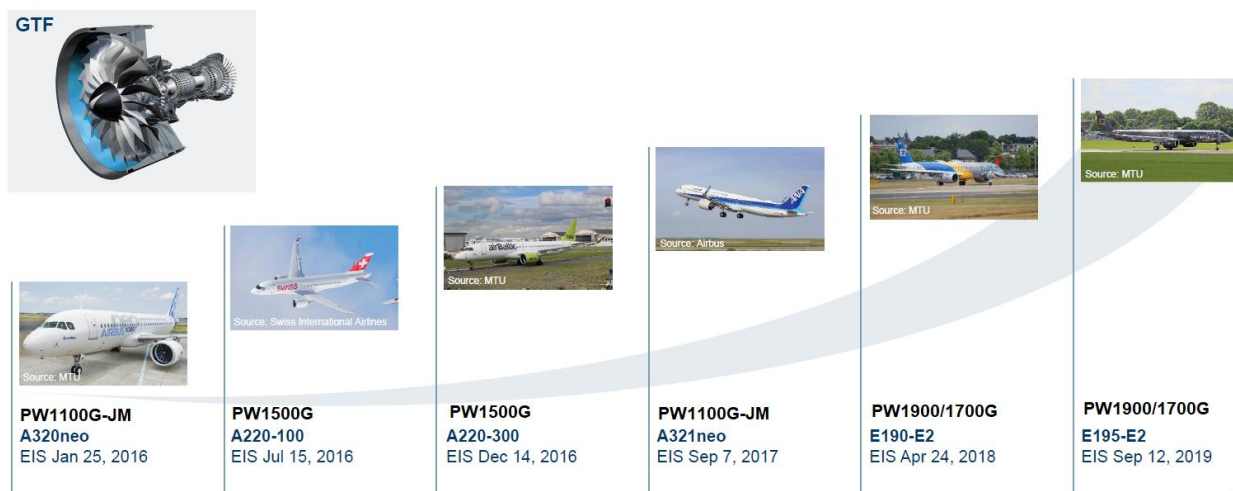 GTF
Source: MTU
PW1100G-JM
A320neo
EIS Jan 25, 2016
swiss
Source: Swiss International Airlines
PW1500G
A220-100
EIS Jul 15, 2016
airBaltic
Source: MTU
PW1500G
A220-300
EIS Dec 14, 2016
ANA
Source: Airbus
PW1100G-JM
A321neo
EIS Sep 7, 2017
Source: MTU
PW1900/1700G
E190-E2
EIS Apr 24, 2018
Source: MTU
PW1900/1700G
E195-E2
EIS Sep 12, 2019